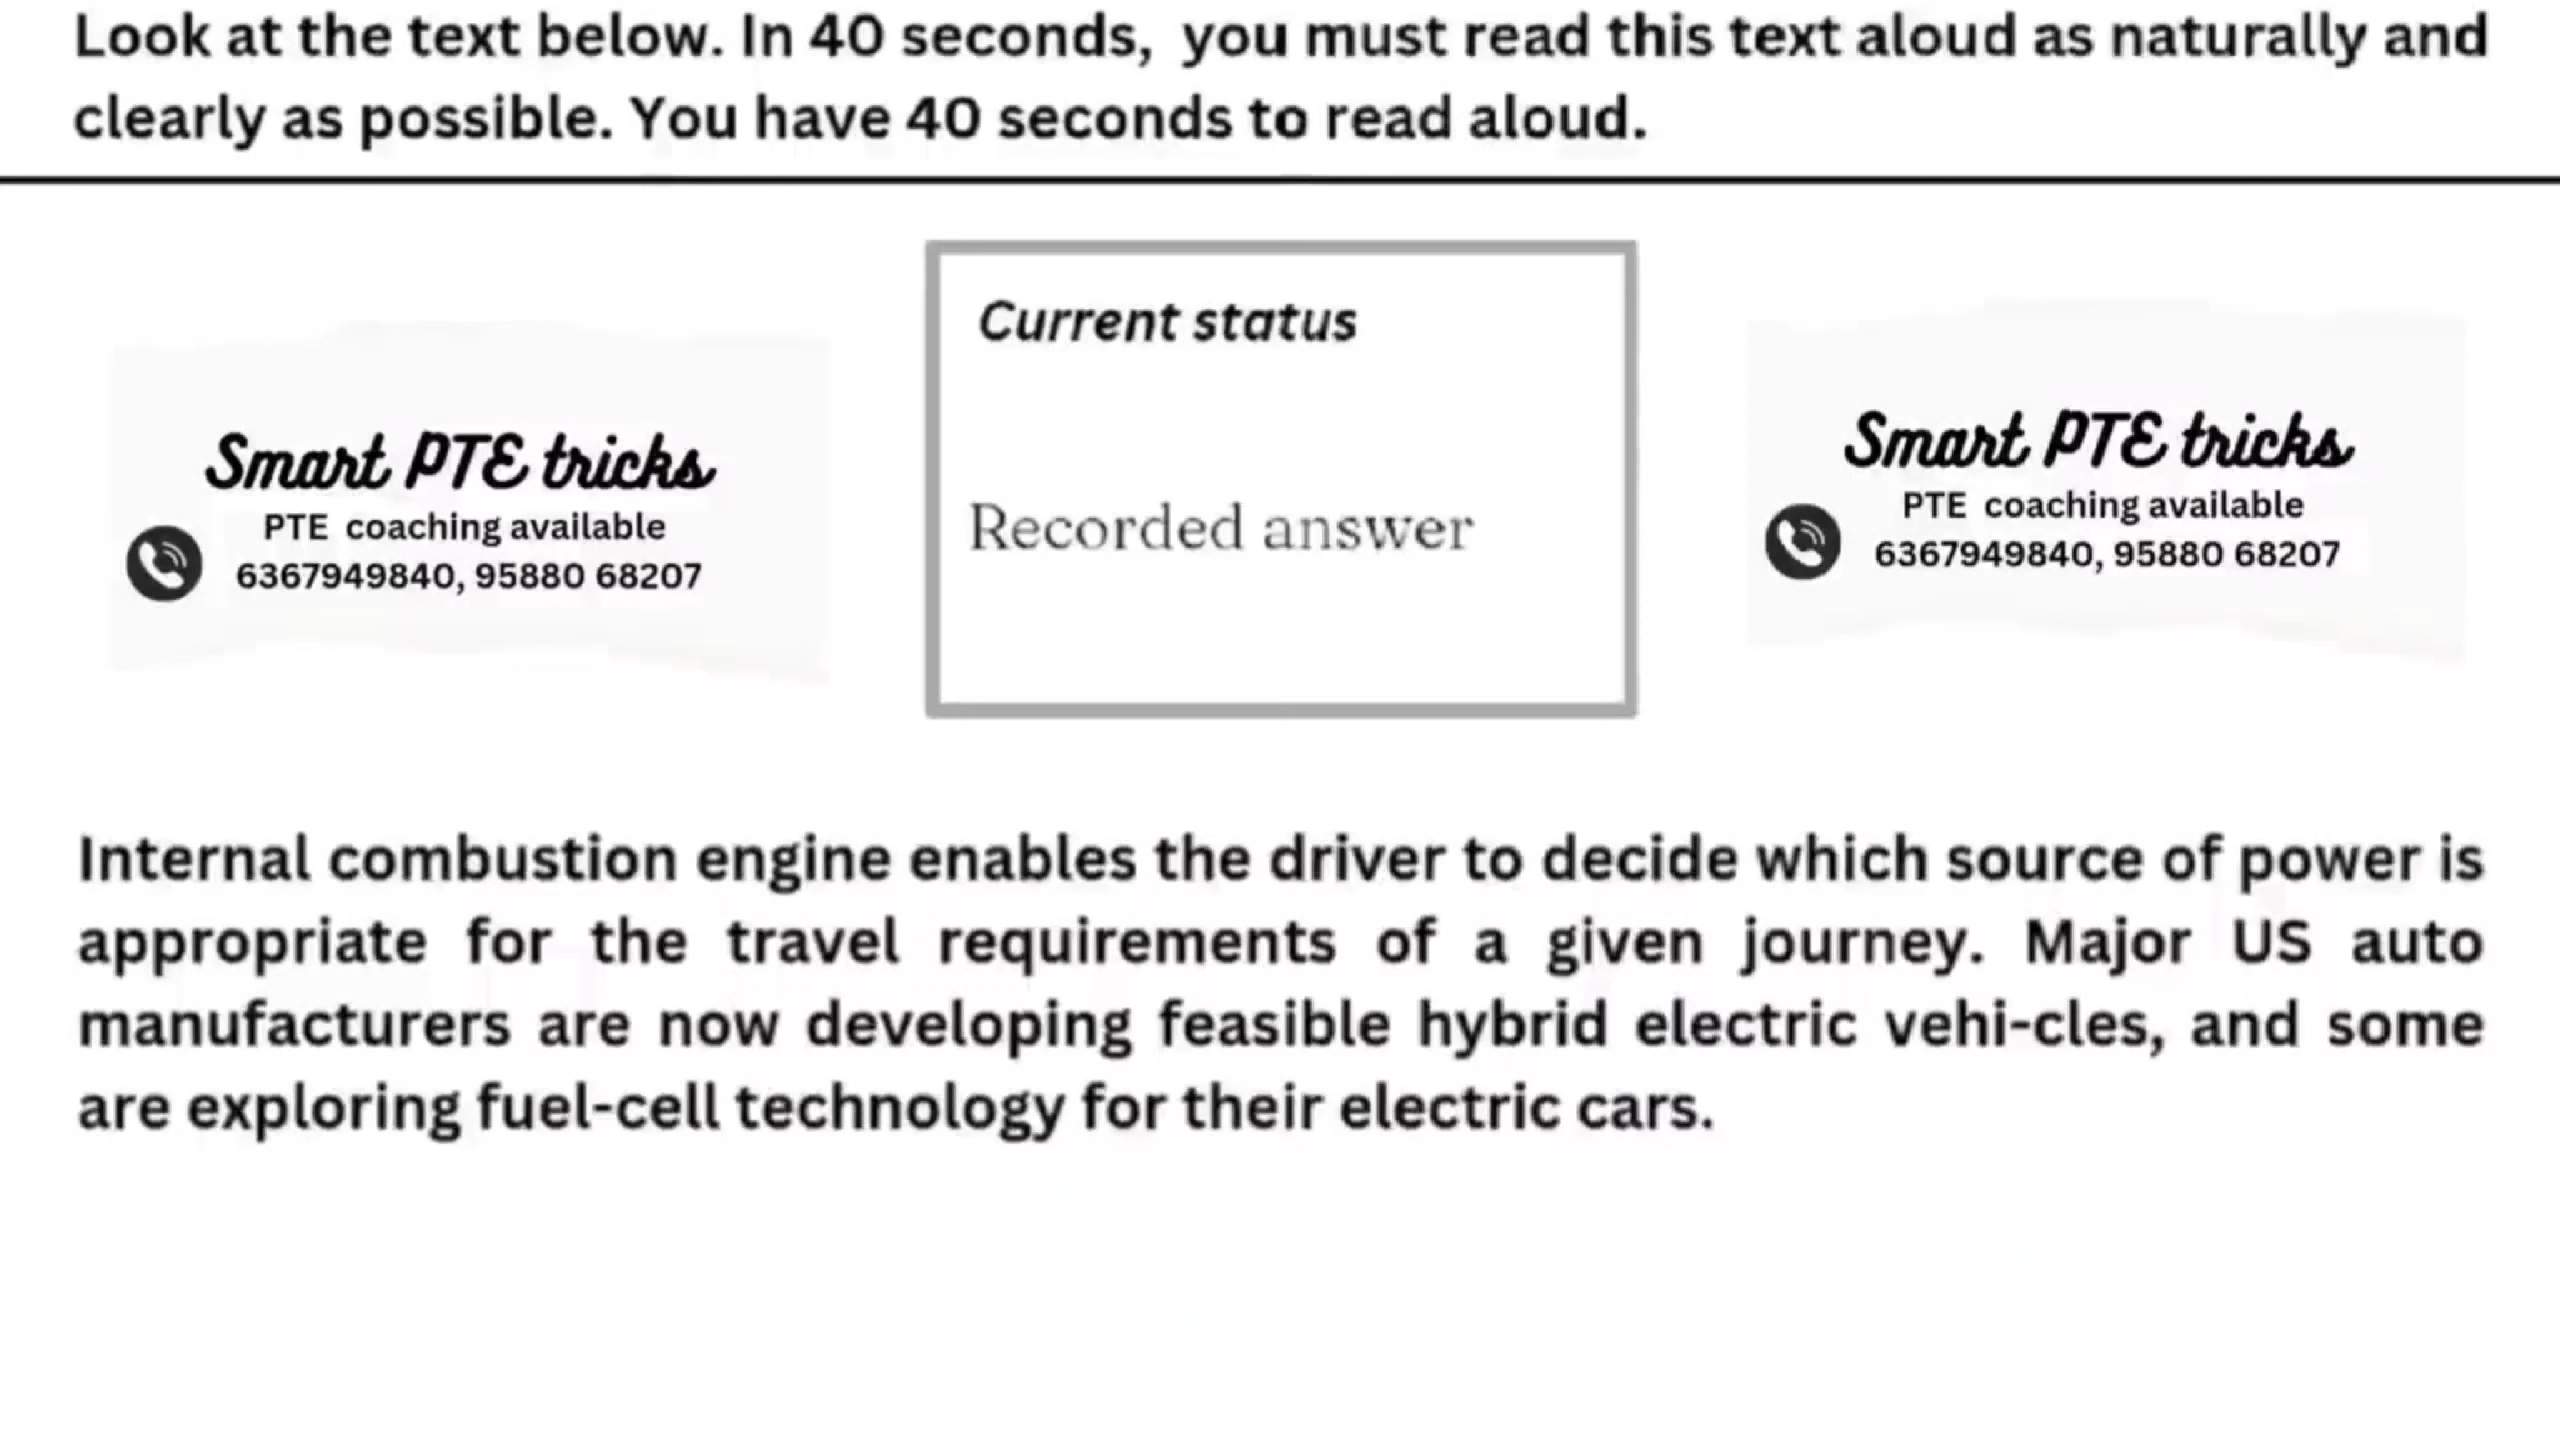 Look at the text below. In 40 seconds, you must read this text aloud as naturally and
clearly as possible. You have 40 seconds to read aloud.
Smart PTE tricks
PTE coaching available
6367949840, 95880 68207
Current status
Recorded answer
Smart PTE tricks
PTE coaching available
6367949840, 95880 68207
Internal combustion engine enables the driver to decide which source of power is
appropriate for the travel requirements of a given journey. Major US auto
manufacturers are now developing feasible hybrid electric vehi-cles, and some
are exploring fuel-cell technology for their electric cars.